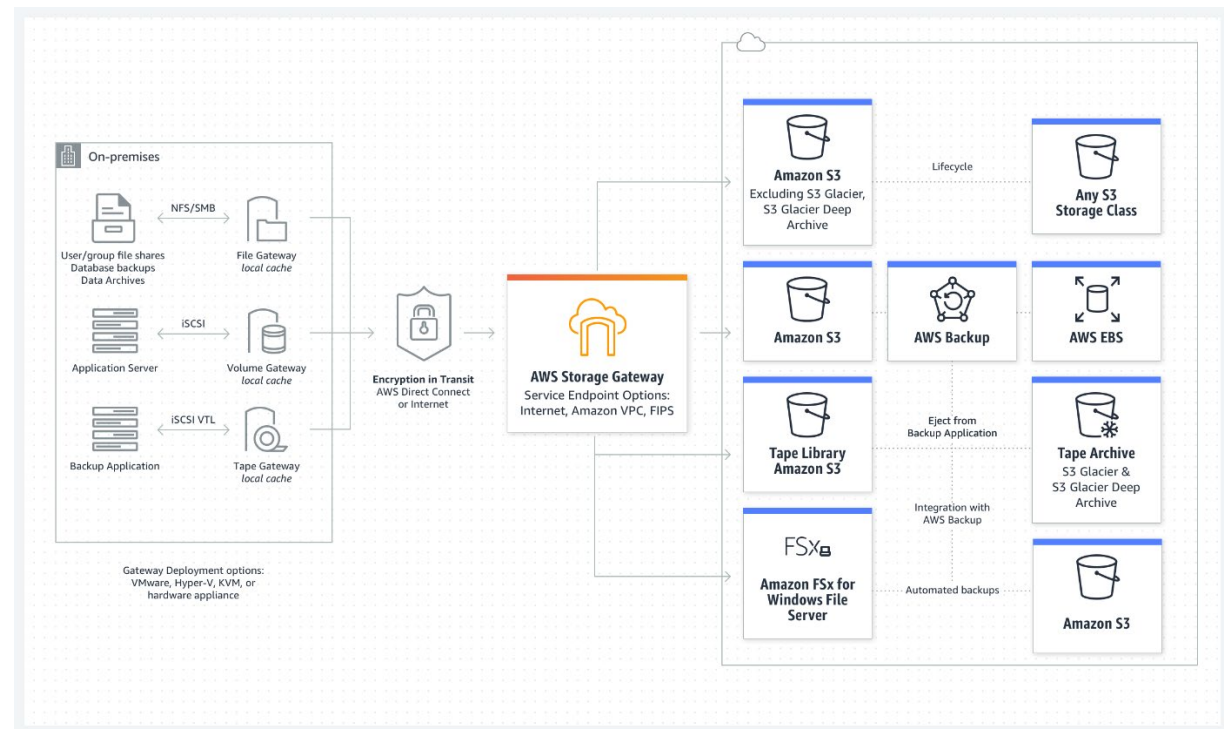 On-premises
NFS/SMB
User/group file shares
Database backups
Data Archives
File Gateway
local cache
iSCSI
Application Server
Volume Gateway
local cache
iSCSI VTL
Backup Application
Tape Gateway
local cache
Gateway Deployment options:
VMware, Hyper-V, KVM, or
hardware appliance
Encryption in Transit
AWS Direct Connect
or Internet
AWS Storage Gateway
Service Endpoint Options:
Internet, Amazon VPC, FIPS
Amazon S3
Excluding S3 Glacier,
S3 Glacier Deep
Archive
Lifecycle
Any S3
Storage Class
Amazon S3
AWS Backup
AWS EBS
Tape Library
Amazon S3
Eject from
Backup Application
Tape Archive
S3 Glacier &
S3 Glacier Deep
Archive
Integration with
AWS Backup
FSx
Amazon FSx for
Windows File
Server
Automated backups
Amazon S3